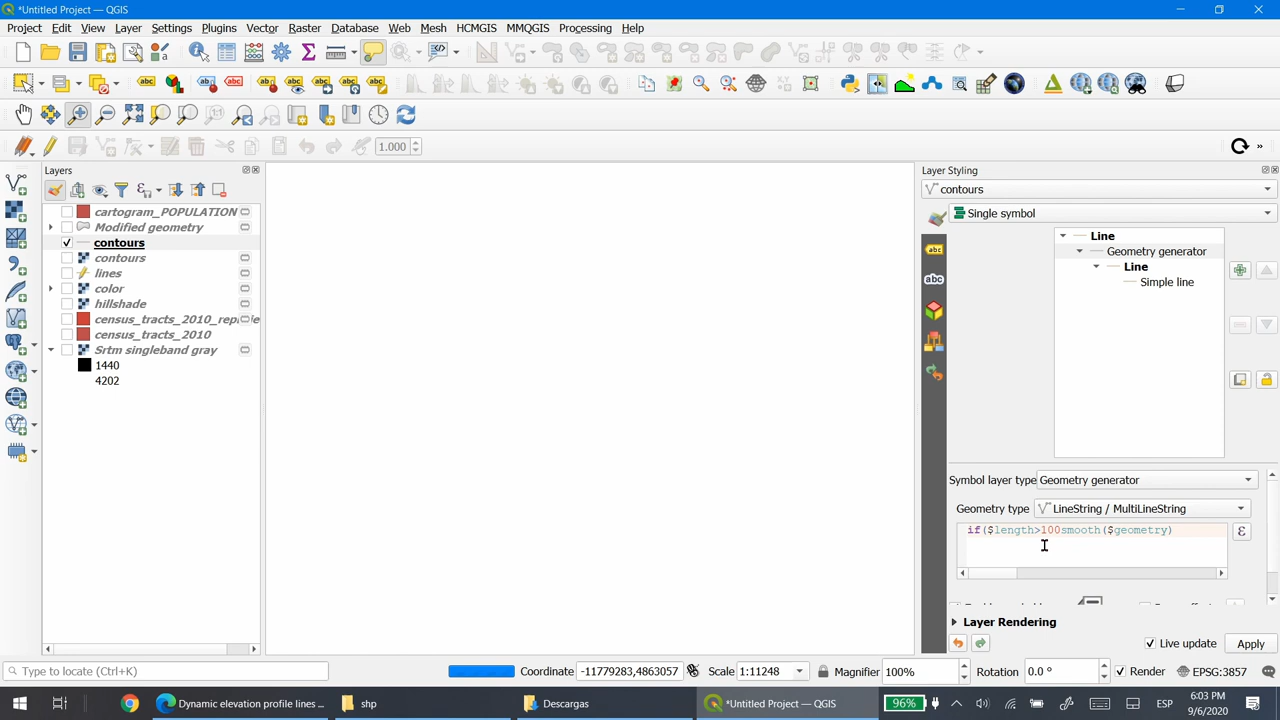 *Untitled Project — QGIS
Project Edit View Layer Settings Plugins Vector Raster Database Web Mesh HCMGIS MMQGIS Processing Help
1.000
Layers
cartogram_POPULATION
Modified geometry
contours
contours
lines
color
hillshade
census_tracts_2010
Srtm singleband gray
1440
4202
Layer Styling
contours
Single symbol
Line
Geometry generator
Line
Simple line
Symbol layer type Geometry generator
Geometry type LineString / MultiLineString
if($length>100smooth($geometry)
Layer Rendering
Live update Apply
Type to locate (Ctrl+K) Coordinate -11779283,4863057 Scale 1:11248 Magnifier 100% Rotation 0.0 ° Render EPSG:3857
Dynamic elevation profile lines ... shp Descargas *Untitled Project — QGIS 96% ESP 6:03 PM
9/6/2020